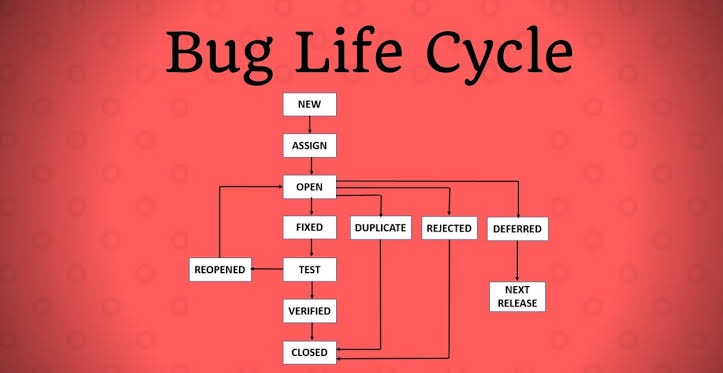 Bug Life Cycle
NEW
ASSIGN
OPEN
FIXED
DUPLICATE
REJECTED
DEFERRED
REOPENED
TEST
NEXT
RELEASE
VERIFIED
CLOSED